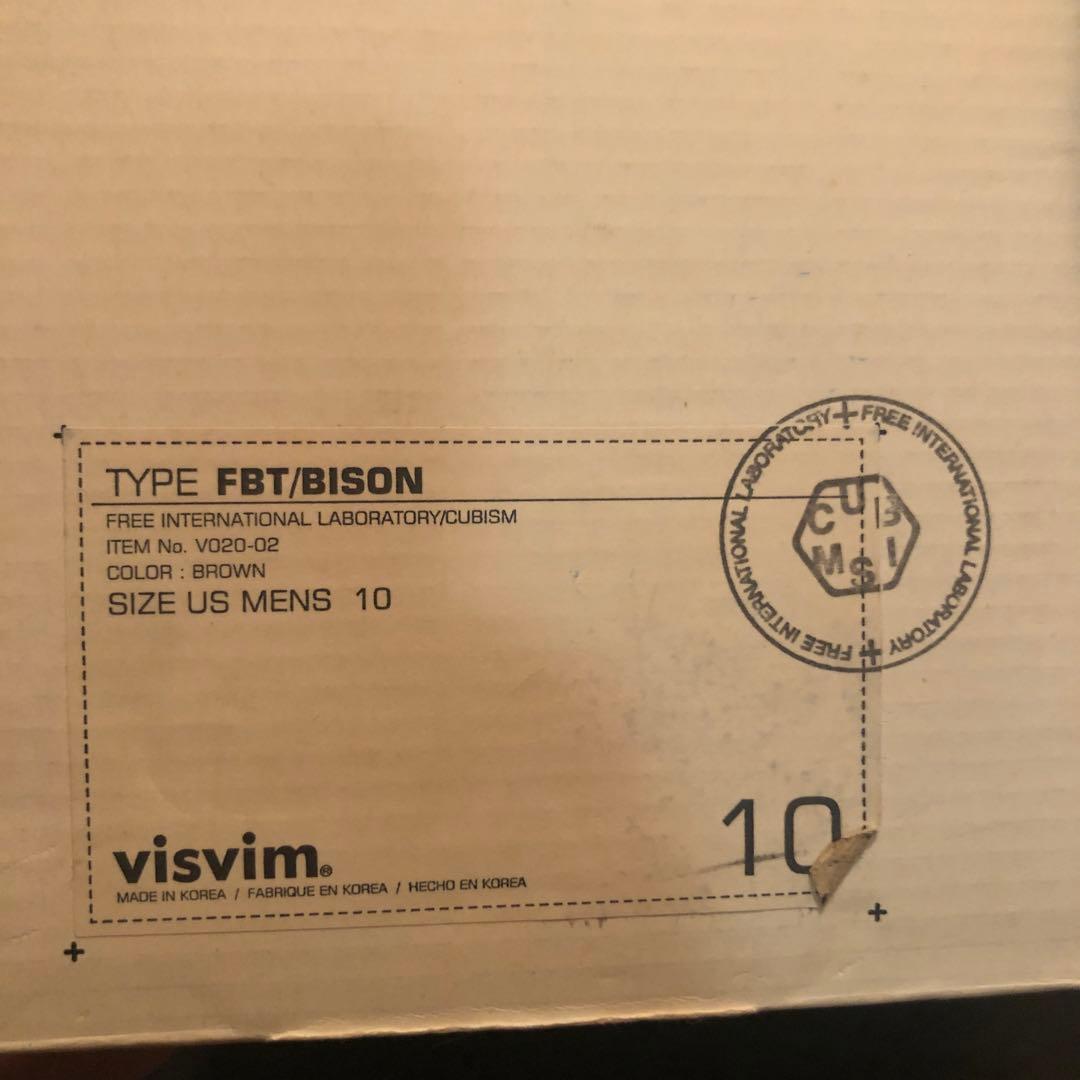 TYPE FBT/BISON
FREE INTERNATIONAL LABORATORY/CUBISM
ITEM No. V020-02
COLOR : BROWN
SIZE US MENS 10
FREE INTERNATIONAL LABORATORY + FREE INTERNATIONAL LABORATORY +
CUBISM
10
visvim®
MADE IN KOREA / FABRIQUE EN KOREA / HECHO EN KOREA